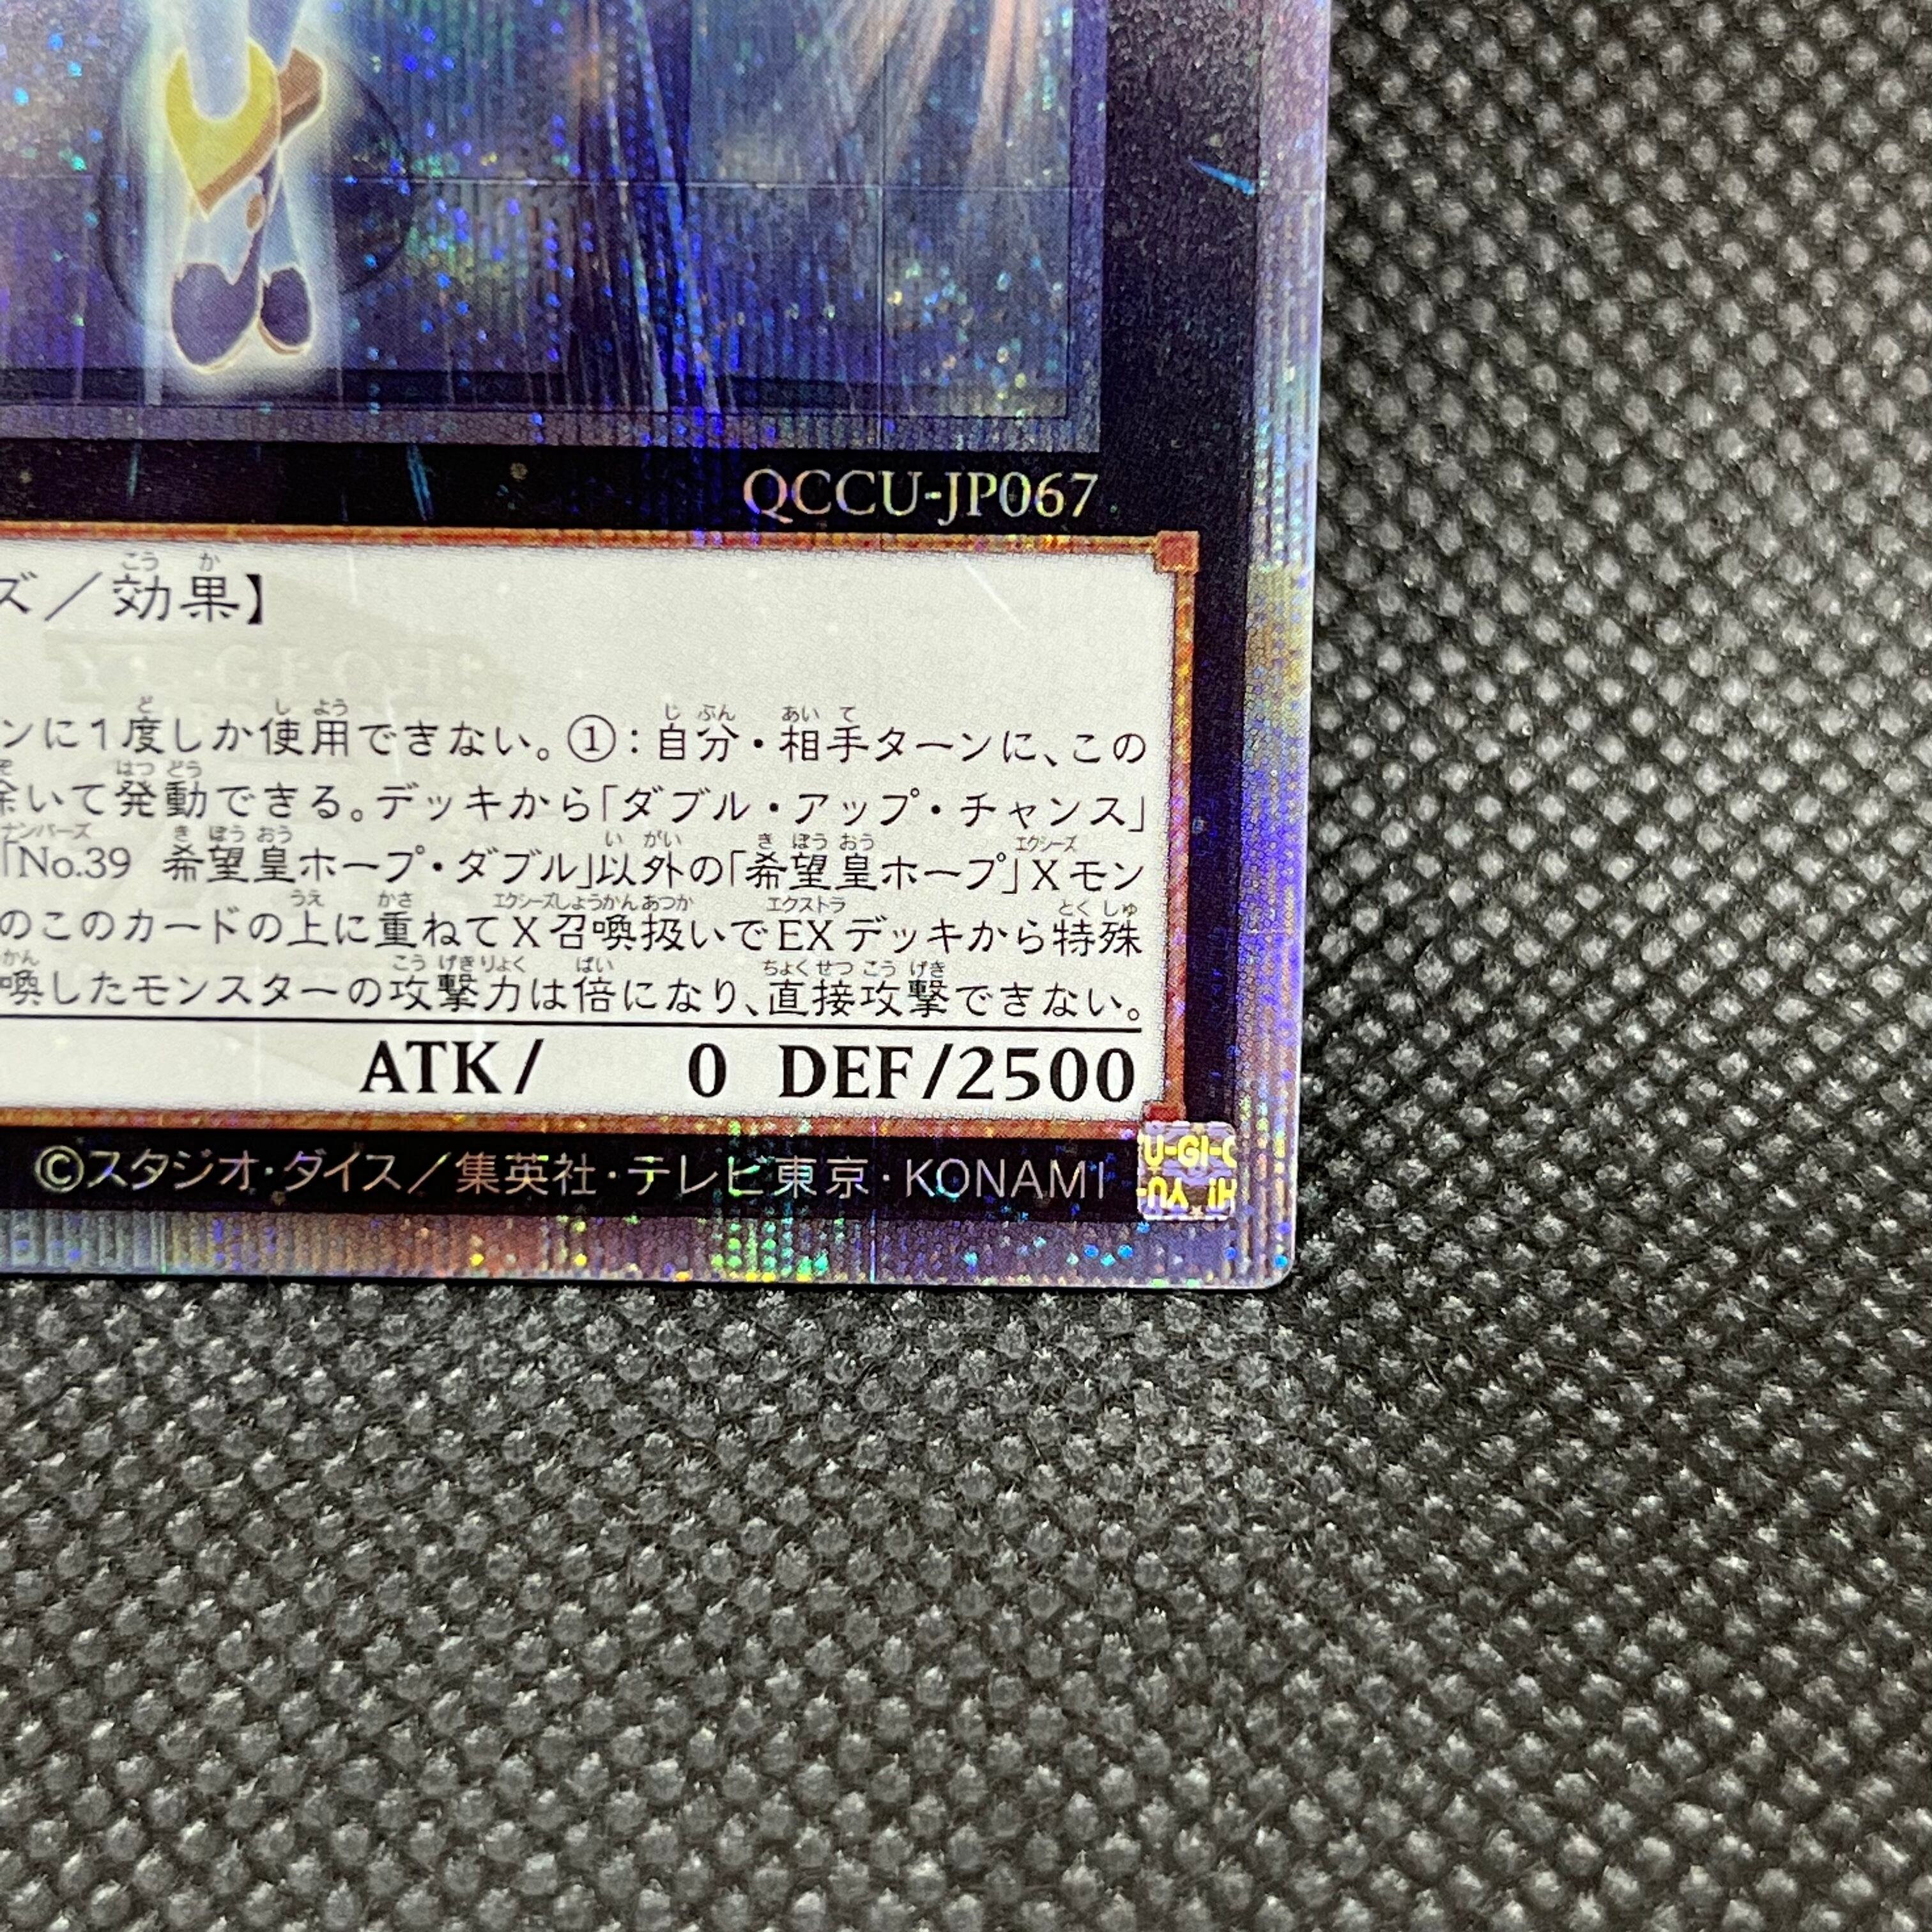 QCCU-JP067
ズ／効果】
ンに1度しか使用できない。①：自分・相手ターンに、この
除いて発動できる。デッキから「ダブル・アップ・チャンス」
「No.39 希望皇ホープ・ダブル」以外の「希望皇ホープ」Xモン
のこのカードの上に重ねてX召喚扱いでEXデッキから特殊
喚したモンスターの攻撃力は倍になり、直接攻撃できない。
ATK/ 0 DEF/2500
©スタジオ・ダイス／集英社・テレビ東京・KONAMI